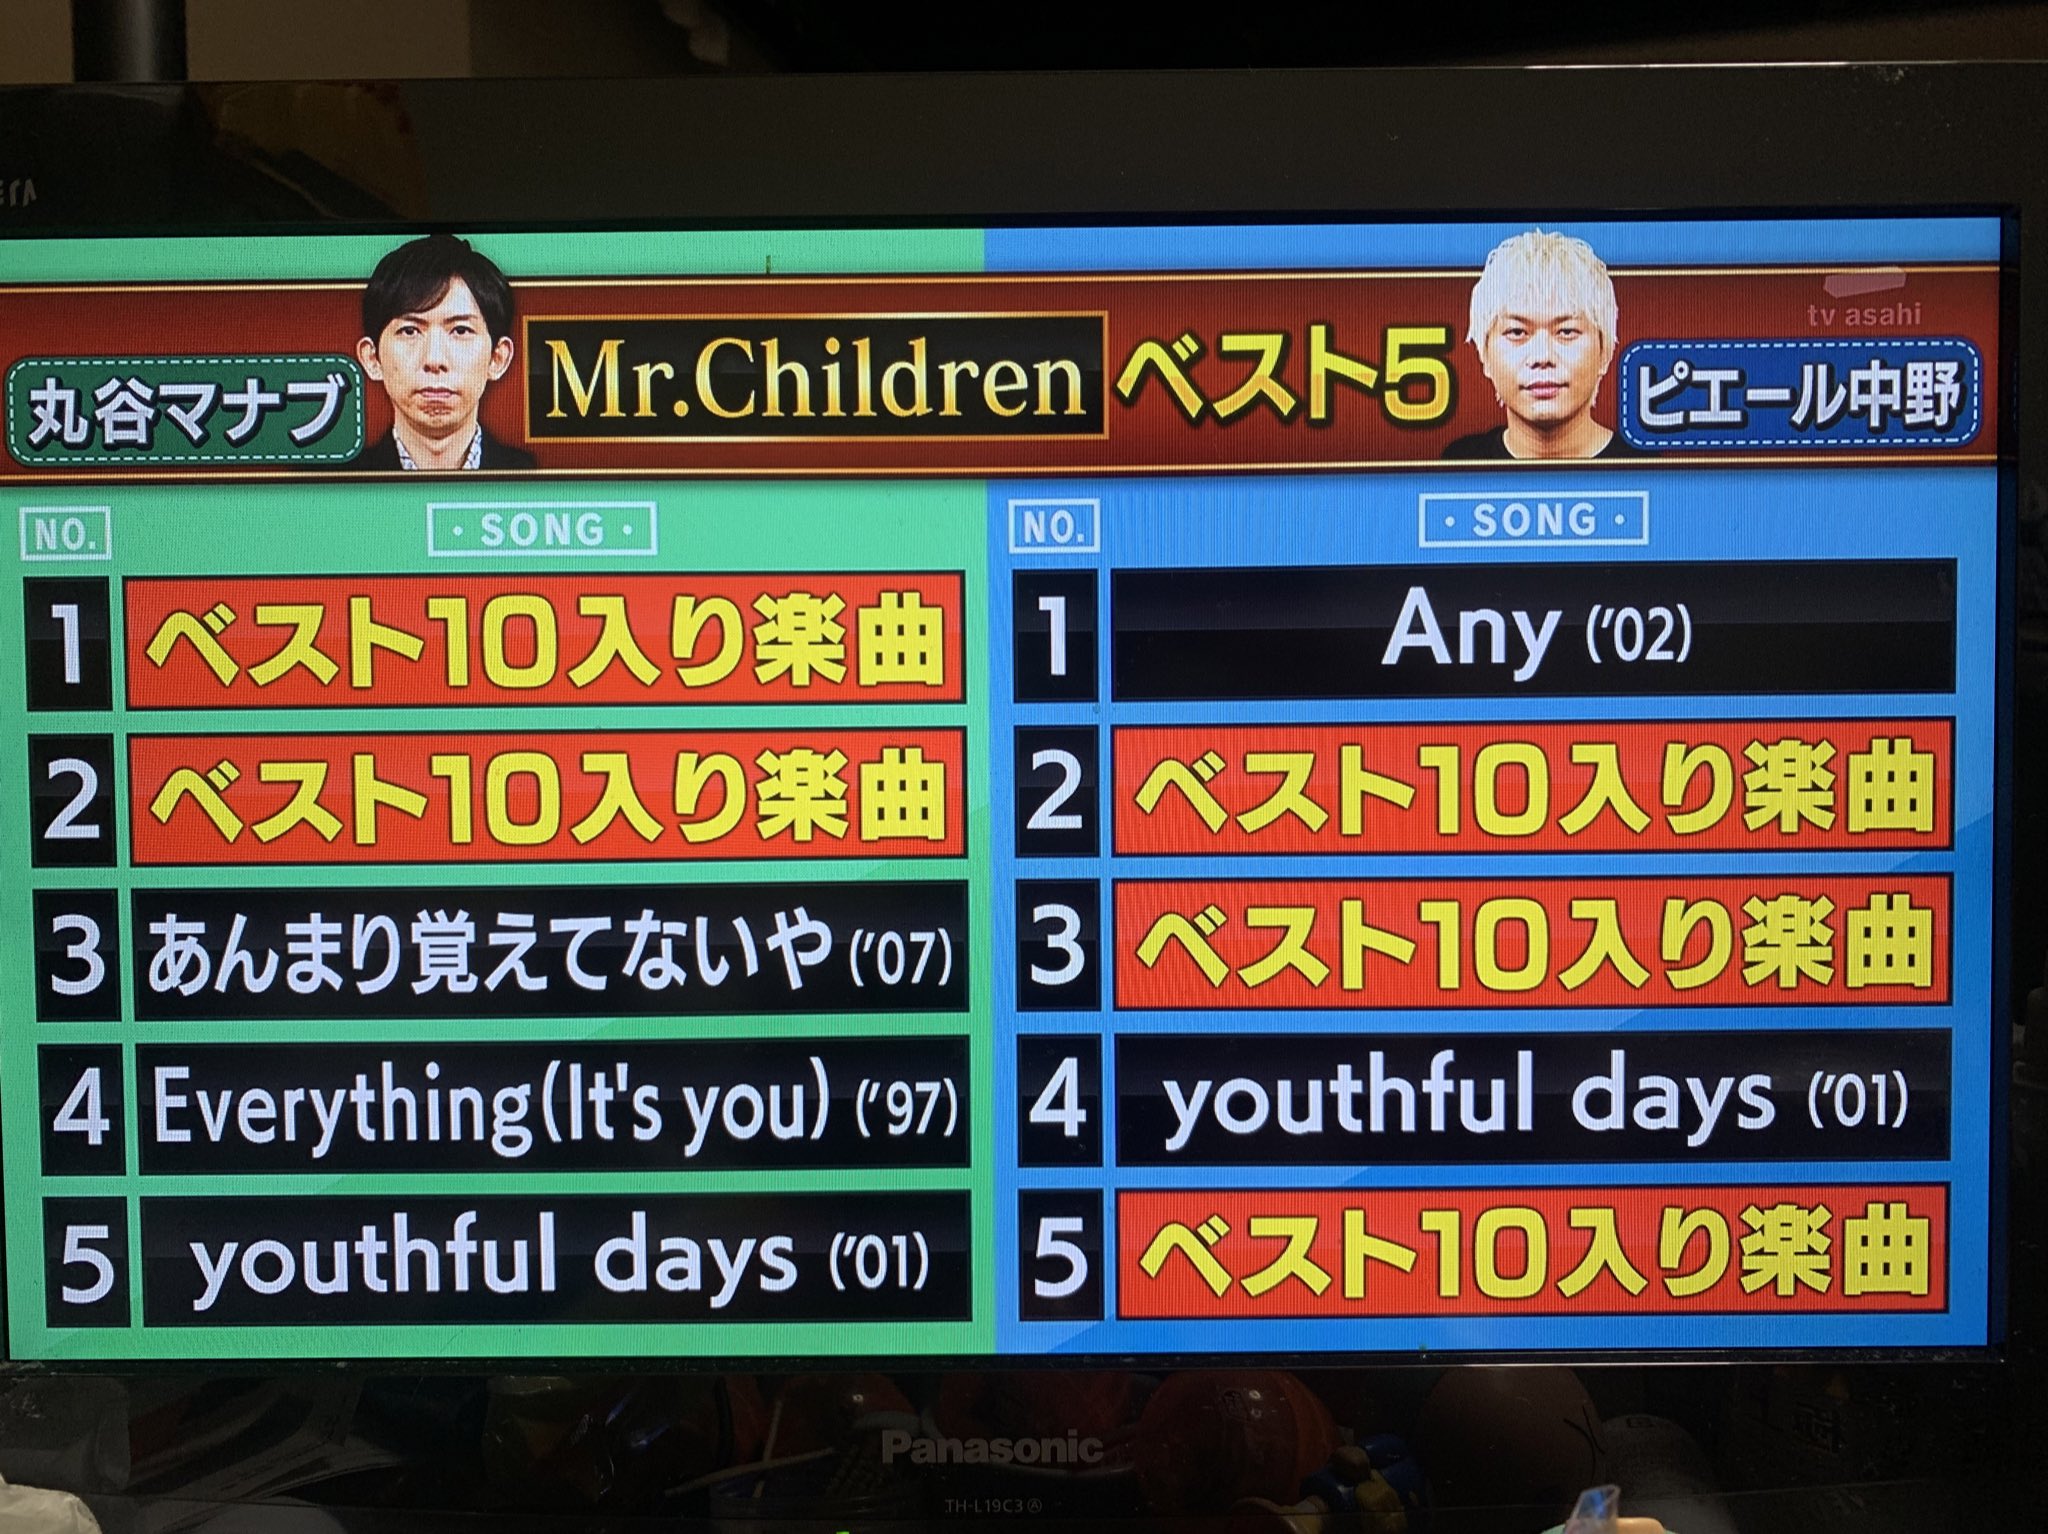 tv asahi
丸谷マナブ
Mr.Children ベスト5
ピエール中野
NO. ・SONG・
1 ベスト10入り楽曲
2 ベスト10入り楽曲
3 あんまり覚えてないや('07)
4 Everything(It's you)('97)
5 youthful days('01)
NO. ・SONG・
1 Any('02)
2 ベスト10入り楽曲
3 ベスト10入り楽曲
4 youthful days('01)
5 ベスト10入り楽曲
Panasonic
TH-L19C3Ⓐ